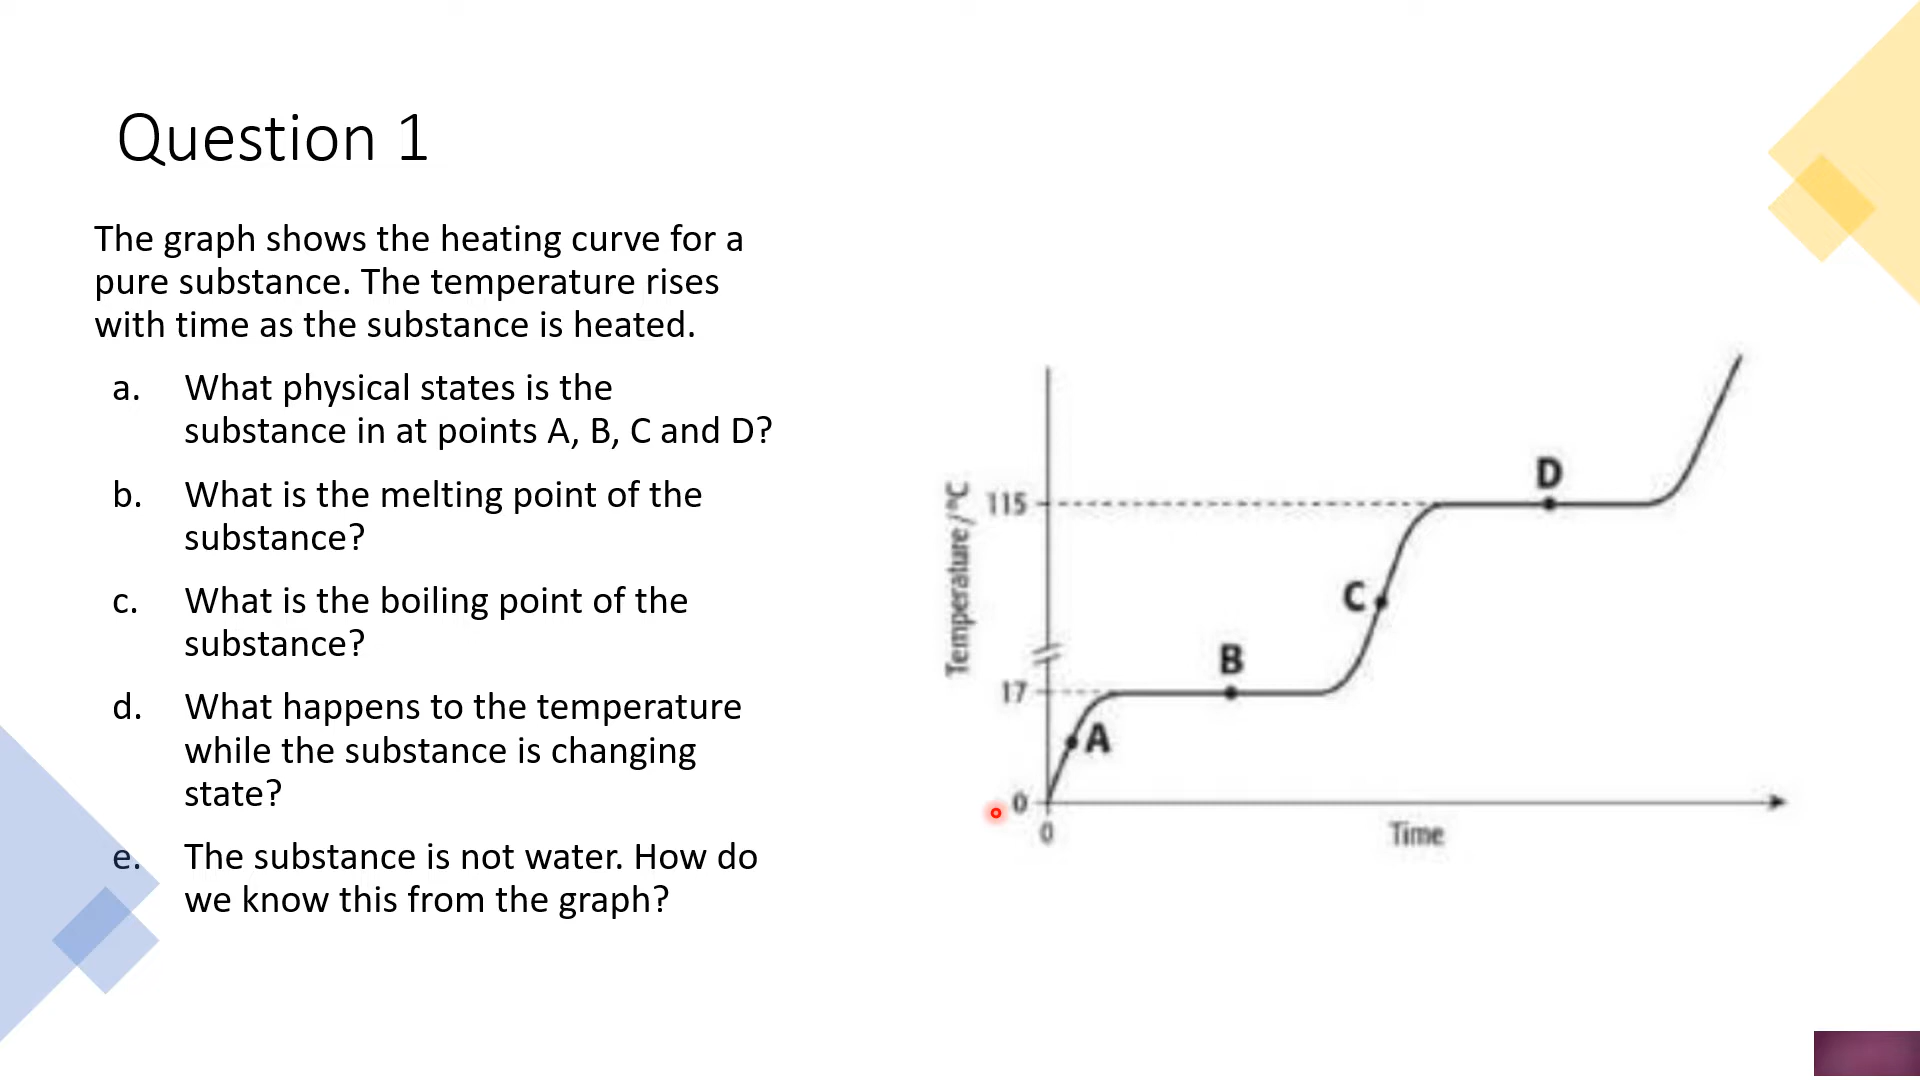 Question 1
The graph shows the heating curve for a
pure substance. The temperature rises
with time as the substance is heated.
a. What physical states is the
substance in at points A, B, C and D?
b. What is the melting point of the
substance?
c. What is the boiling point of the
substance?
d. What happens to the temperature
while the substance is changing
state?
e. The substance is not water. How do
we know this from the graph?
Temperature/°C
115
17
0
0
Time
A
B
C
D